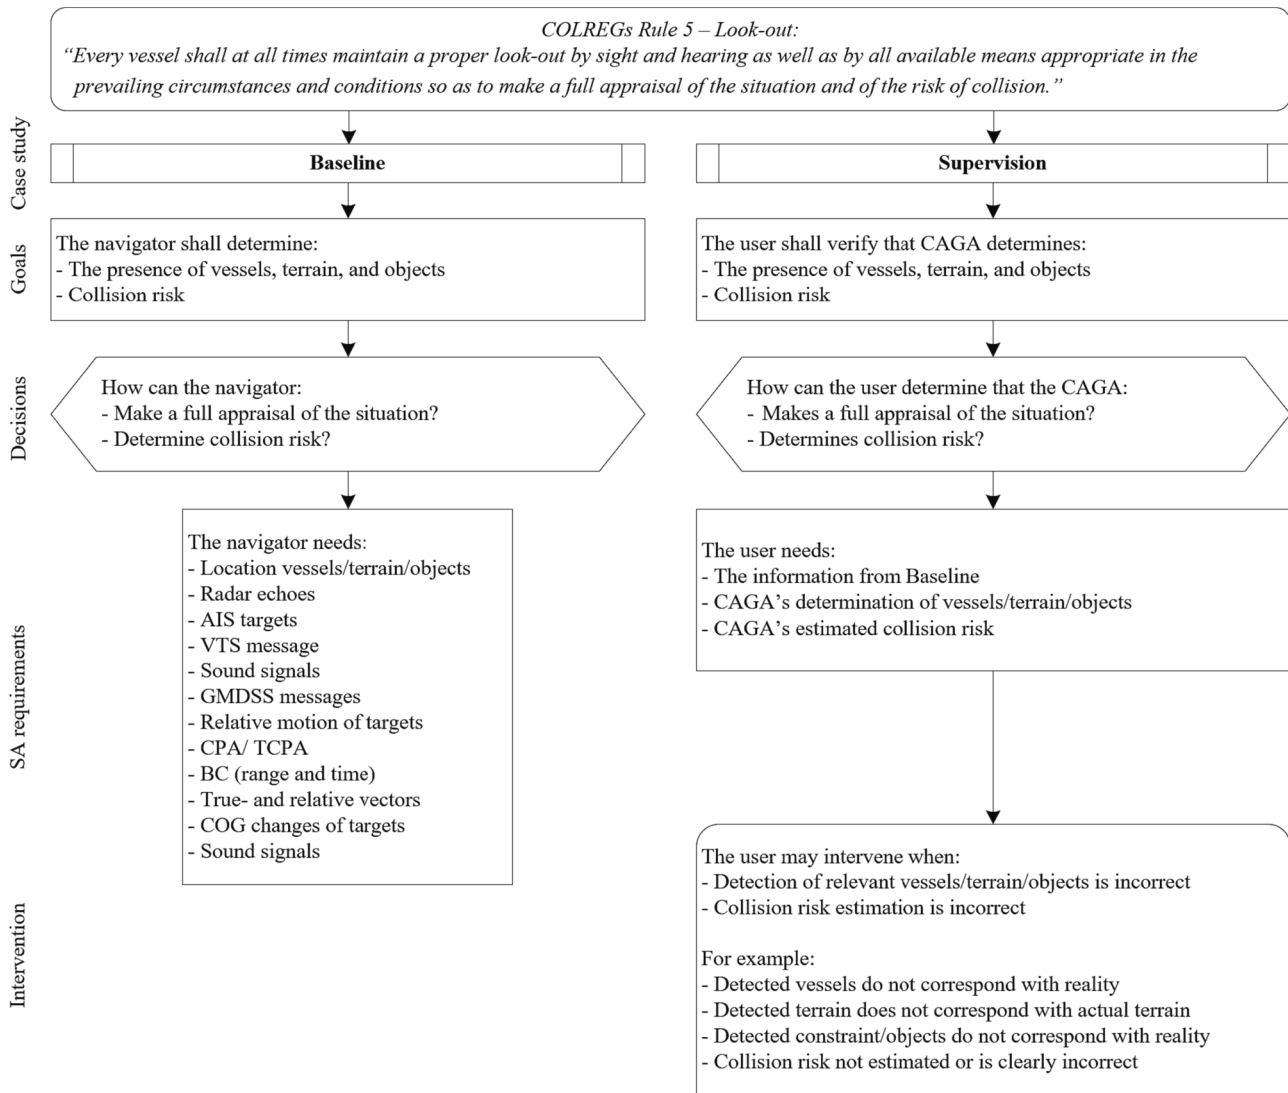 COLREGs Rule 5 – Look-out:
“Every vessel shall at all times maintain a proper look-out by sight and hearing as well as by all available means appropriate in the
prevailing circumstances and conditions so as to make a full appraisal of the situation and of the risk of collision.”
Case study
Baseline
Supervision
Goals
The navigator shall determine:
- The presence of vessels, terrain, and objects
- Collision risk
The user shall verify that CAGA determines:
- The presence of vessels, terrain, and objects
- Collision risk
Decisions
How can the navigator:
- Make a full appraisal of the situation?
- Determine collision risk?
How can the user determine that the CAGA:
- Makes a full appraisal of the situation?
- Determines collision risk?
SA requirements
The navigator needs:
- Location vessels/terrain/objects
- Radar echoes
- AIS targets
- VTS message
- Sound signals
- GMDSS messages
- Relative motion of targets
- CPA/ TCPA
- BC (range and time)
- True- and relative vectors
- COG changes of targets
- Sound signals
The user needs:
- The information from Baseline
- CAGA’s determination of vessels/terrain/objects
- CAGA’s estimated collision risk
Intervention
The user may intervene when:
- Detection of relevant vessels/terrain/objects is incorrect
- Collision risk estimation is incorrect
For example:
- Detected vessels do not correspond with reality
- Detected terrain does not correspond with actual terrain
- Detected constraint/objects do not correspond with reality
- Collision risk not estimated or is clearly incorrect